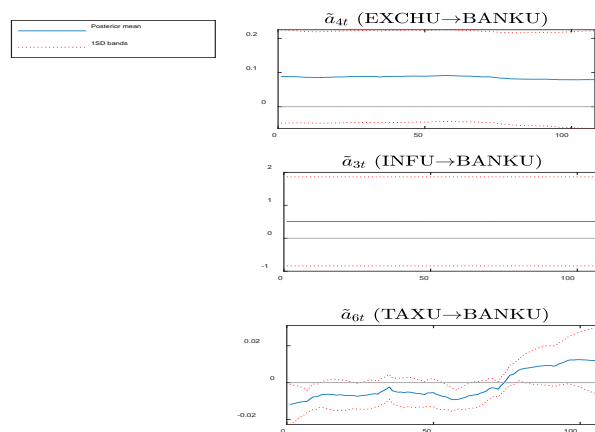 Posterior mean
1SD bands
ã4t (EXCHU→BANKU)
0.2
0.1
0
0 50 100
ã3t (INFU→BANKU)
2
1
0
-1
0 50 100
ã6t (TAXU→BANKU)
0.02
0
-0.02
0 50 100